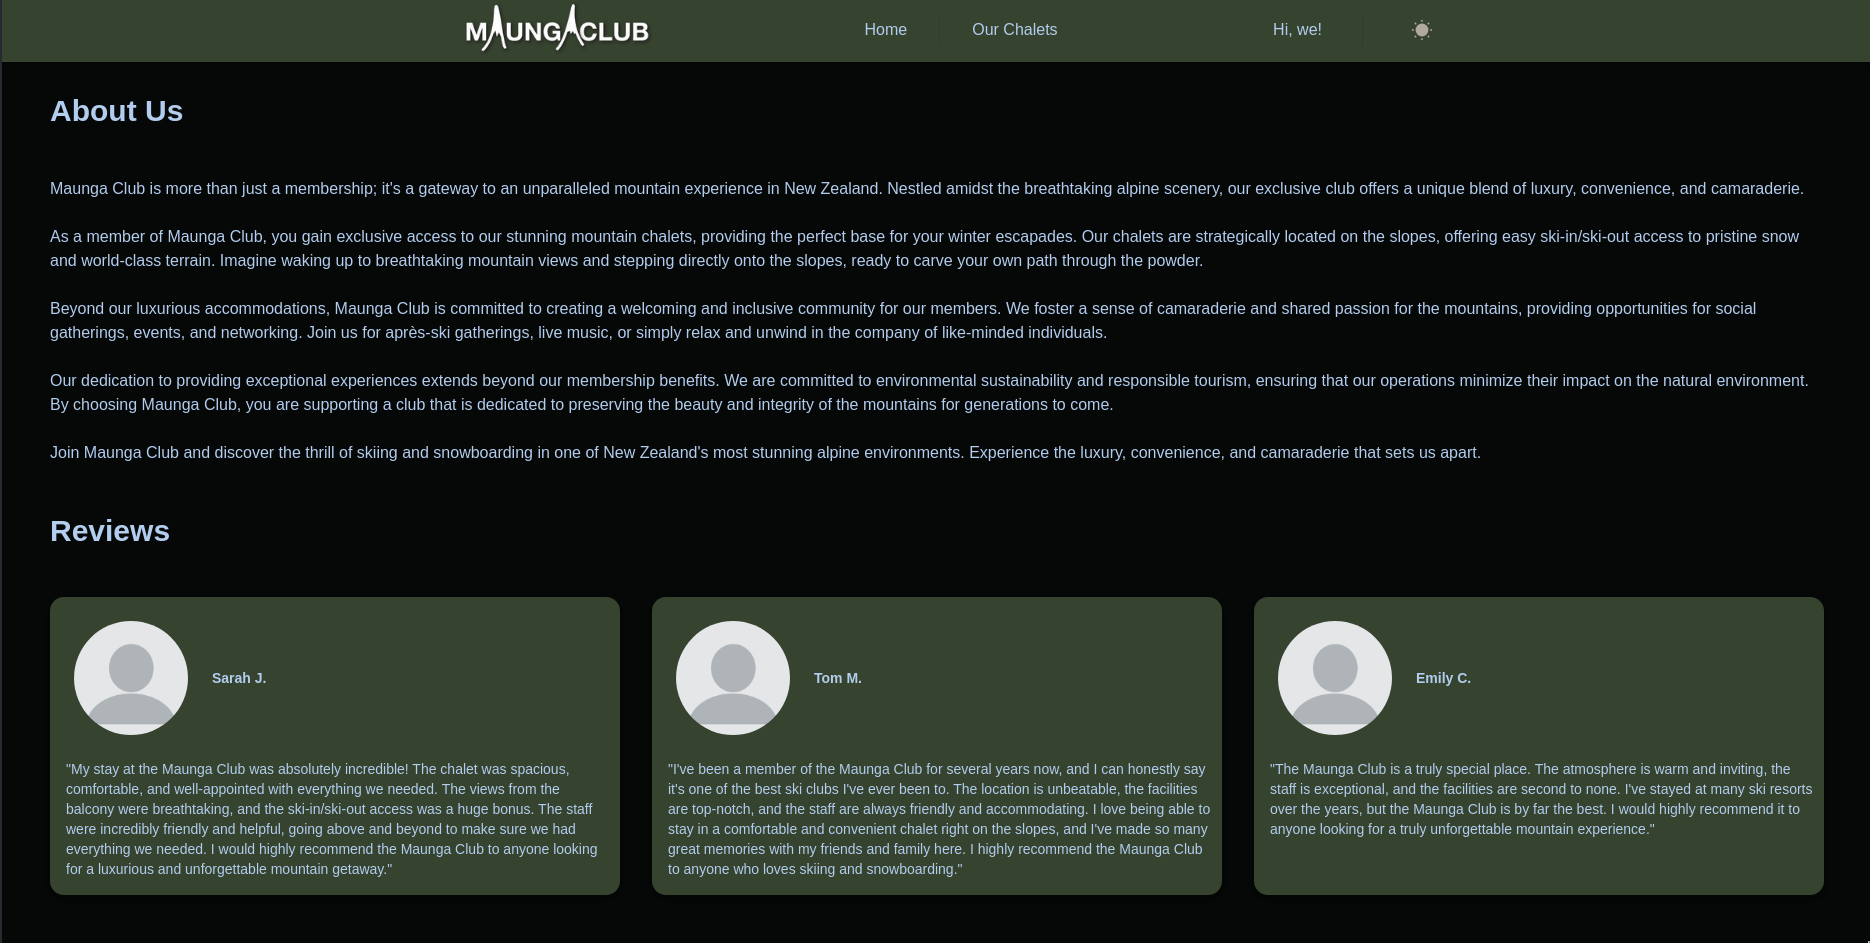 MAUNGACLUB
Home
Our Chalets
Hi, we!
About Us
Maunga Club is more than just a membership; it's a gateway to an unparalleled mountain experience in New Zealand. Nestled amidst the breathtaking alpine scenery, our exclusive club offers a unique blend of luxury, convenience, and camaraderie.
As a member of Maunga Club, you gain exclusive access to our stunning mountain chalets, providing the perfect base for your winter escapades. Our chalets are strategically located on the slopes, offering easy ski-in/ski-out access to pristine snow
and world-class terrain. Imagine waking up to breathtaking mountain views and stepping directly onto the slopes, ready to carve your own path through the powder.
Beyond our luxurious accommodations, Maunga Club is committed to creating a welcoming and inclusive community for our members. We foster a sense of camaraderie and shared passion for the mountains, providing opportunities for social
gatherings, events, and networking. Join us for après-ski gatherings, live music, or simply relax and unwind in the company of like-minded individuals.
Our dedication to providing exceptional experiences extends beyond our membership benefits. We are committed to environmental sustainability and responsible tourism, ensuring that our operations minimize their impact on the natural environment.
By choosing Maunga Club, you are supporting a club that is dedicated to preserving the beauty and integrity of the mountains for generations to come.
Join Maunga Club and discover the thrill of skiing and snowboarding in one of New Zealand's most stunning alpine environments. Experience the luxury, convenience, and camaraderie that sets us apart.
Reviews
Sarah J.
"My stay at the Maunga Club was absolutely incredible! The chalet was spacious,
comfortable, and well-appointed with everything we needed. The views from the
balcony were breathtaking, and the ski-in/ski-out access was a huge bonus. The staff
were incredibly friendly and helpful, going above and beyond to make sure we had
everything we needed. I would highly recommend the Maunga Club to anyone looking
for a luxurious and unforgettable mountain getaway."
Tom M.
"I've been a member of the Maunga Club for several years now, and I can honestly say
it's one of the best ski clubs I've ever been to. The location is unbeatable, the facilities
are top-notch, and the staff are always friendly and accommodating. I love being able to
stay in a comfortable and convenient chalet right on the slopes, and I've made so many
great memories with my friends and family here. I highly recommend the Maunga Club
to anyone who loves skiing and snowboarding."
Emily C.
"The Maunga Club is a truly special place. The atmosphere is warm and inviting, the
staff is exceptional, and the facilities are second to none. I've stayed at many ski resorts
over the years, but the Maunga Club is by far the best. I would highly recommend it to
anyone looking for a truly unforgettable mountain experience."